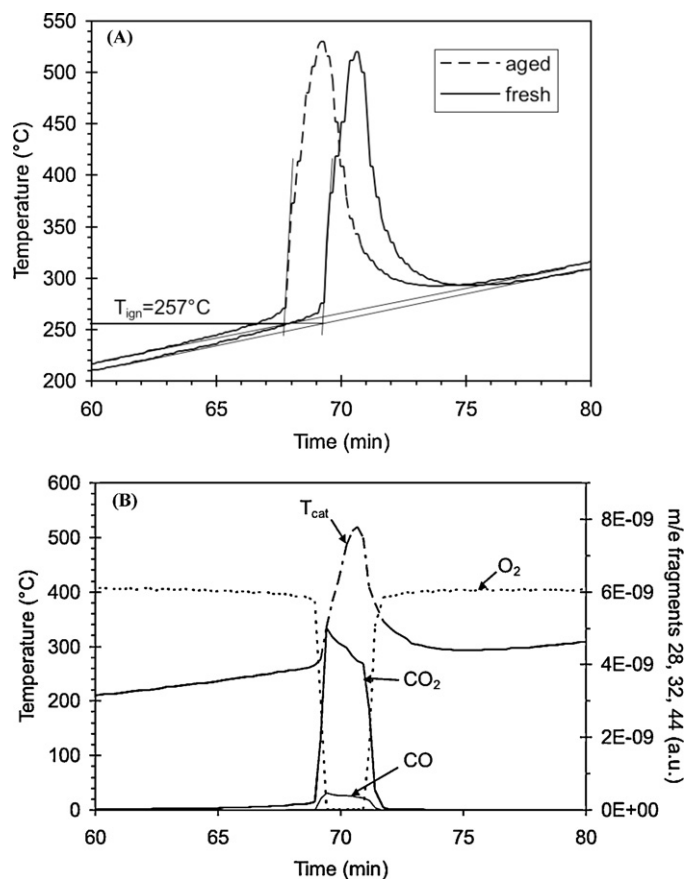 (A)
550
500
450
400
350
300
250
200
Temperature (°C)
aged
fresh
T_ign=257°C
60 65 70 75 80
Time (min)
(B)
600
500
400
300
200
100
0
Temperature (°C)
T_cat
O₂
CO₂
CO
8E-09
6E-09
4E-09
2E-09
0E+00
m/e fragments 28, 32, 44 (a.u.)
60 65 70 75 80
Time (min)